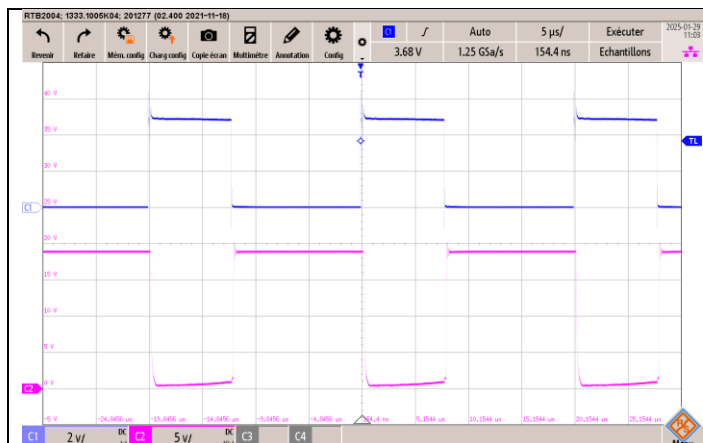 RTB2004; 1333.1005K04; 201277 (02.400 2021-11-18)
Revenir Refaire Mém. config Charg config Copie écran Multimètre Annotation Config
C1 Auto 5 µs/ Exécuter
3.68 V 1.25 GSa/s 154.4 ns Echantillons
2025-01-29
11:03
T
40 V
35 V
TL
30 V
C1 25 V
20 V
15 V
10 V
5 V
C2 0 V
-5 V -24,8456 µs -19,8456 µs -14,8456 µs -9,8456 µs -4,8456 µs 5,1544 µs 10,1544 µs 15,1544 µs 20,1544 µs 25,1544 µs
C1 2 V/ DC C2 5 V/ DC C3 C4